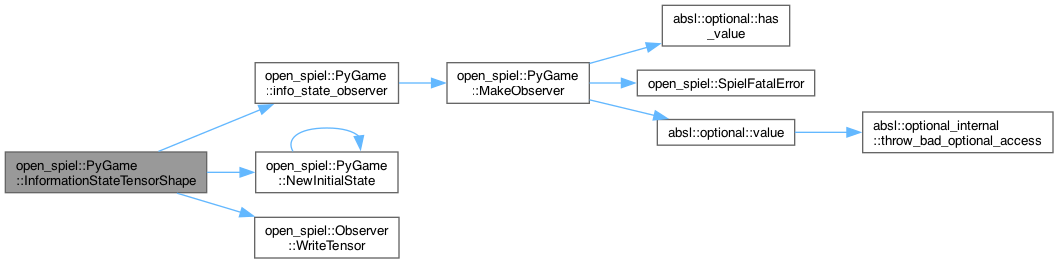 open_spiel::PyGame
::InformationStateTensorShape
open_spiel::PyGame
::info_state_observer
open_spiel::PyGame
::MakeObserver
absl::optional::has
_value
open_spiel::SpielFatalError
absl::optional::value
absl::optional_internal
::throw_bad_optional_access
open_spiel::PyGame
::NewInitialState
open_spiel::Observer
::WriteTensor